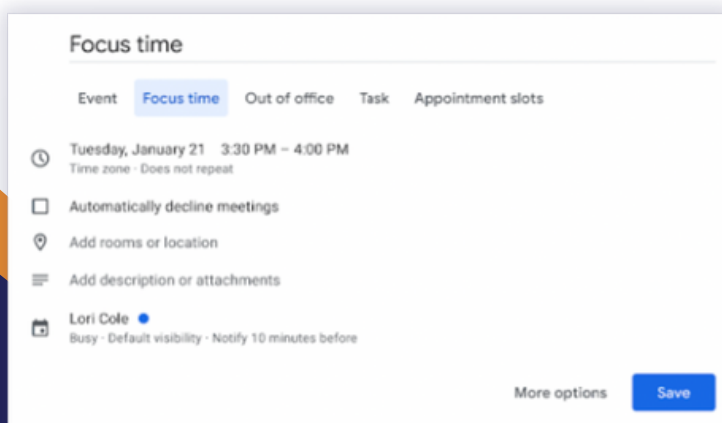 Focus time
Event Focus time Out of office Task Appointment slots
Tuesday, January 21 3:30 PM – 4:00 PM
Time zone · Does not repeat
Automatically decline meetings
Add rooms or location
Add description or attachments
Lori Cole
Busy · Default visibility · Notify 10 minutes before
More options Save